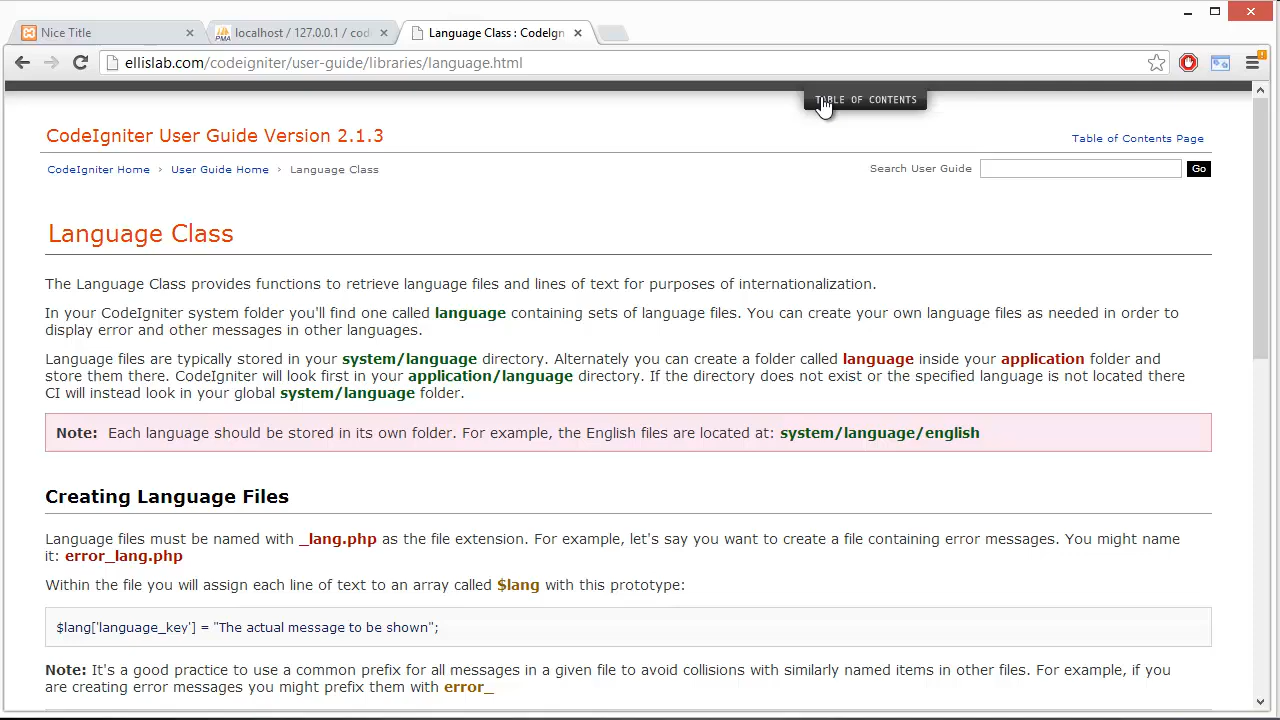 Nice Title
localhost / 127.0.0.1 / cod
Language Class : CodeIgn
ellislab.com/codeigniter/user-guide/libraries/language.html
TABLE OF CONTENTS
CodeIgniter User Guide Version 2.1.3
Table of Contents Page
CodeIgniter Home › User Guide Home › Language Class
Search User Guide
Go
Language Class
The Language Class provides functions to retrieve language files and lines of text for purposes of internationalization.
In your CodeIgniter system folder you'll find one called language containing sets of language files. You can create your own language files as needed in order to
display error and other messages in other languages.
Language files are typically stored in your system/language directory. Alternately you can create a folder called language inside your application folder and
store them there. CodeIgniter will look first in your application/language directory. If the directory does not exist or the specified language is not located there
CI will instead look in your global system/language folder.
Note: Each language should be stored in its own folder. For example, the English files are located at: system/language/english
Creating Language Files
Language files must be named with _lang.php as the file extension. For example, let's say you want to create a file containing error messages. You might name
it: error_lang.php
Within the file you will assign each line of text to an array called $lang with this prototype:
$lang['language_key'] = "The actual message to be shown";
Note: It's a good practice to use a common prefix for all messages in a given file to avoid collisions with similarly named items in other files. For example, if you
are creating error messages you might prefix them with error_